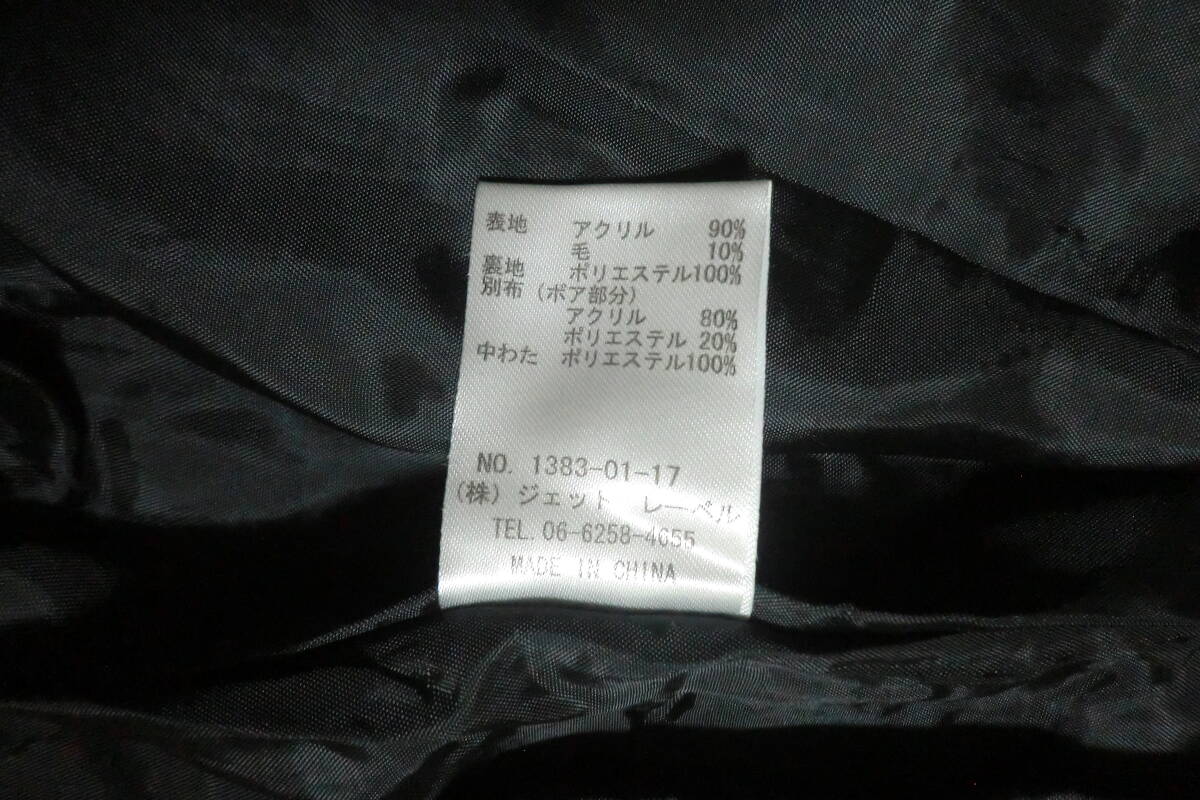 表地 アクリル 90%
毛 10%
裏地 ポリエステル100%
別布 (ボア部分)
アクリル 80%
ポリエステル 20%
中わた ポリエステル100%
NO. 1383-01-17
(株) ジェット レーベル
TEL. 06-6258-4655
MADE IN CHINA